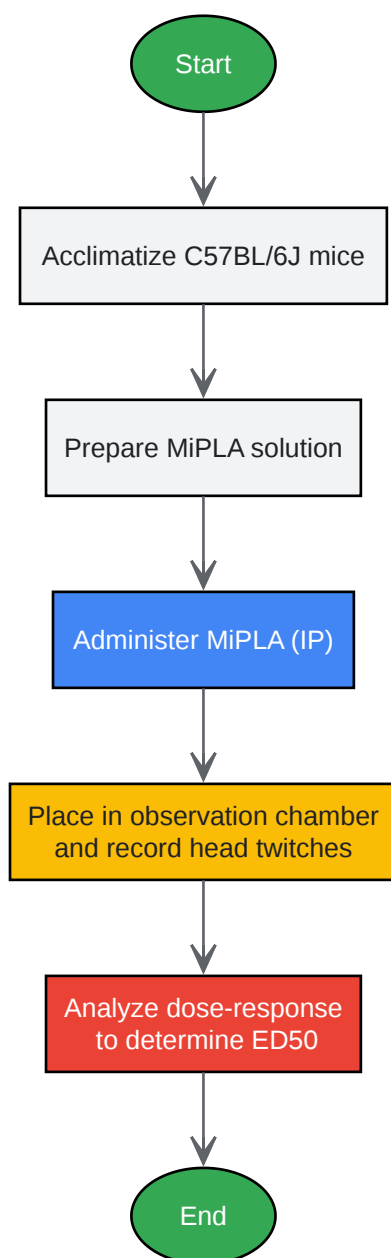 Start
Acclimatize C57BL/6J mice
Prepare MiPLA solution
Administer MiPLA (IP)
Place in observation chamber
and record head twitches
Analyze dose-response
to determine ED50
End